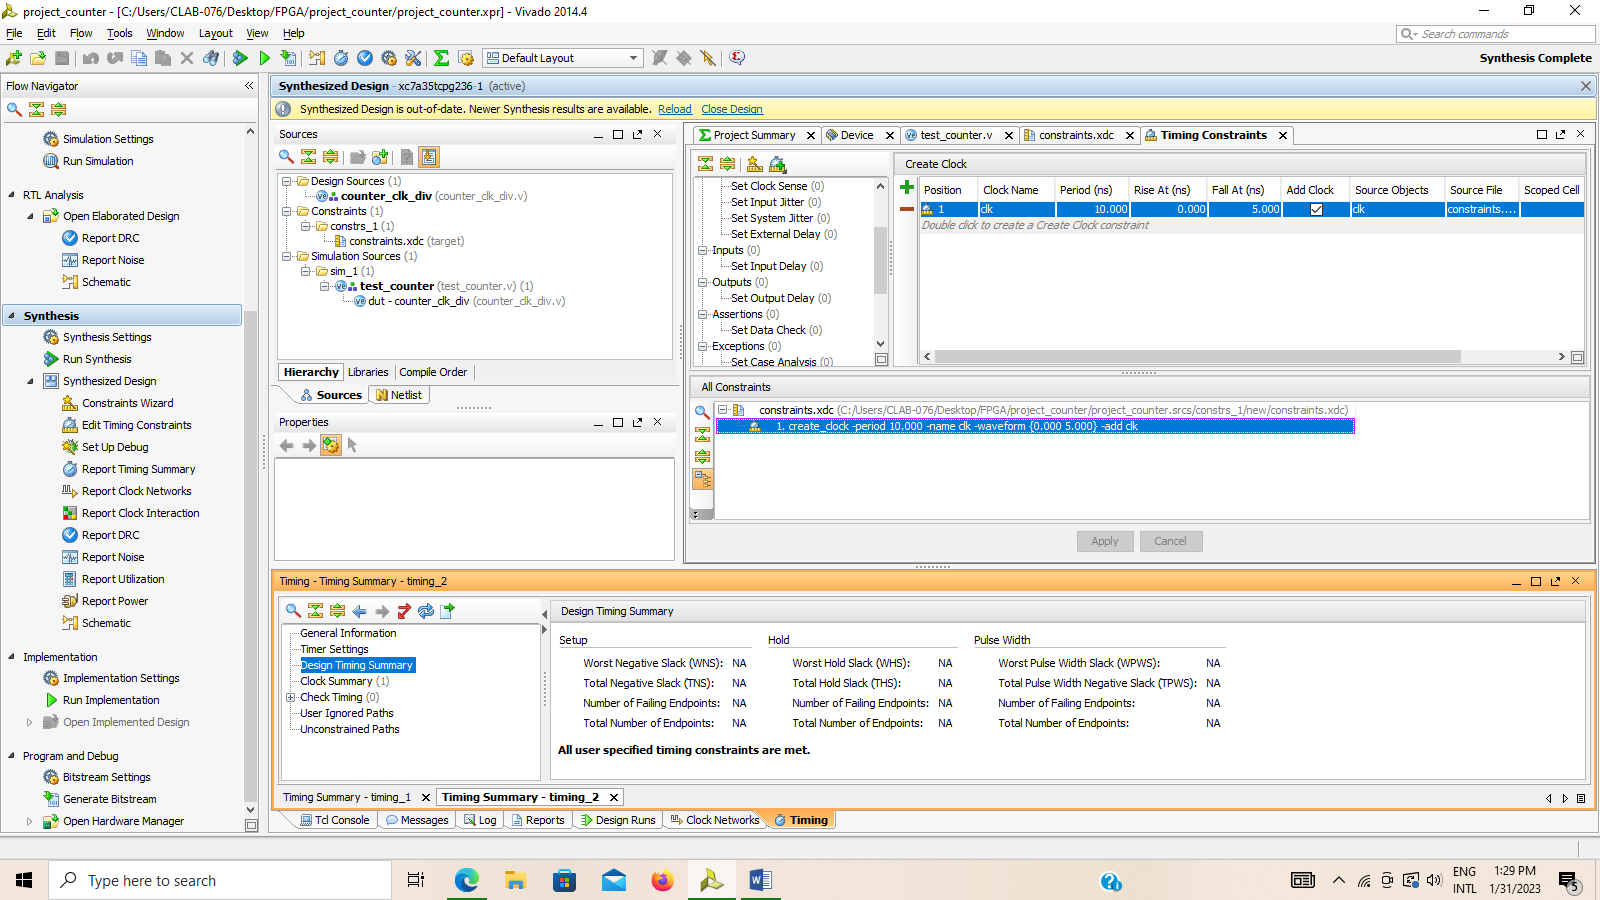 project_counter - [C:/Users/CLAB-076/Desktop/FPGA/project_counter/project_counter.xpr] - Vivado 2014.4
File Edit Flow Tools Window Layout View Help
Search commands
Default Layout
Synthesis Complete
Flow Navigator
Simulation Settings
Run Simulation
RTL Analysis
Open Elaborated Design
Report DRC
Report Noise
Schematic
Synthesis
Synthesis Settings
Run Synthesis
Synthesized Design
Constraints Wizard
Edit Timing Constraints
Set Up Debug
Report Timing Summary
Report Clock Networks
Report Clock Interaction
Report DRC
Report Noise
Report Utilization
Report Power
Schematic
Implementation
Implementation Settings
Run Implementation
Open Implemented Design
Program and Debug
Bitstream Settings
Generate Bitstream
Open Hardware Manager
Synthesized Design - xc7a35tcpg236-1 (active)
Synthesized Design is out-of-date. Newer Synthesis results are available. Reload Close Design
Sources
Design Sources (1)
counter_clk_div (counter_clk_div.v)
Constraints (1)
constrs_1 (1)
constraints.xdc (target)
Simulation Sources (1)
sim_1 (1)
test_counter (test_counter.v) (1)
dut - counter_clk_div (counter_clk_div.v)
Hierarchy Libraries Compile Order
Sources Netlist
Properties
Project Summary Device test_counter.v constraints.xdc Timing Constraints
Set Clock Sense (0)
Set Input Jitter (0)
Set System Jitter (0)
Set External Delay (0)
Inputs (0)
Set Input Delay (0)
Outputs (0)
Set Output Delay (0)
Assertions (0)
Set Data Check (0)
Exceptions (0)
Set Case Analysis (0)
Create Clock
Position Clock Name Period (ns) Rise At (ns) Fall At (ns) Add Clock Source Objects Source File Scoped Cell
1 clk 10.000 0.000 5.000 clk constraints....
Double click to create a Create Clock constraint
All Constraints
constraints.xdc (C:/Users/CLAB-076/Desktop/FPGA/project_counter/project_counter.srcs/constrs_1/new/constraints.xdc)
1. create_clock -period 10.000 -name clk -waveform {0.000 5.000} -add clk
Apply Cancel
Timing - Timing Summary - timing_2
General Information
Timer Settings
Design Timing Summary
Clock Summary (1)
Check Timing (0)
User Ignored Paths
Unconstrained Paths
Design Timing Summary
Setup Hold Pulse Width
Worst Negative Slack (WNS): NA Worst Hold Slack (WHS): NA Worst Pulse Width Slack (WPWS): NA
Total Negative Slack (TNS): NA Total Hold Slack (THS): NA Total Pulse Width Negative Slack (TPWS): NA
Number of Failing Endpoints: NA Number of Failing Endpoints: NA Number of Failing Endpoints: NA
Total Number of Endpoints: NA Total Number of Endpoints: NA Total Number of Endpoints: NA
All user specified timing constraints are met.
Timing Summary - timing_1 Timing Summary - timing_2
Tcl Console Messages Log Reports Design Runs Clock Networks Timing
Type here to search
ENG
INTL
1:29 PM
1/31/2023
5